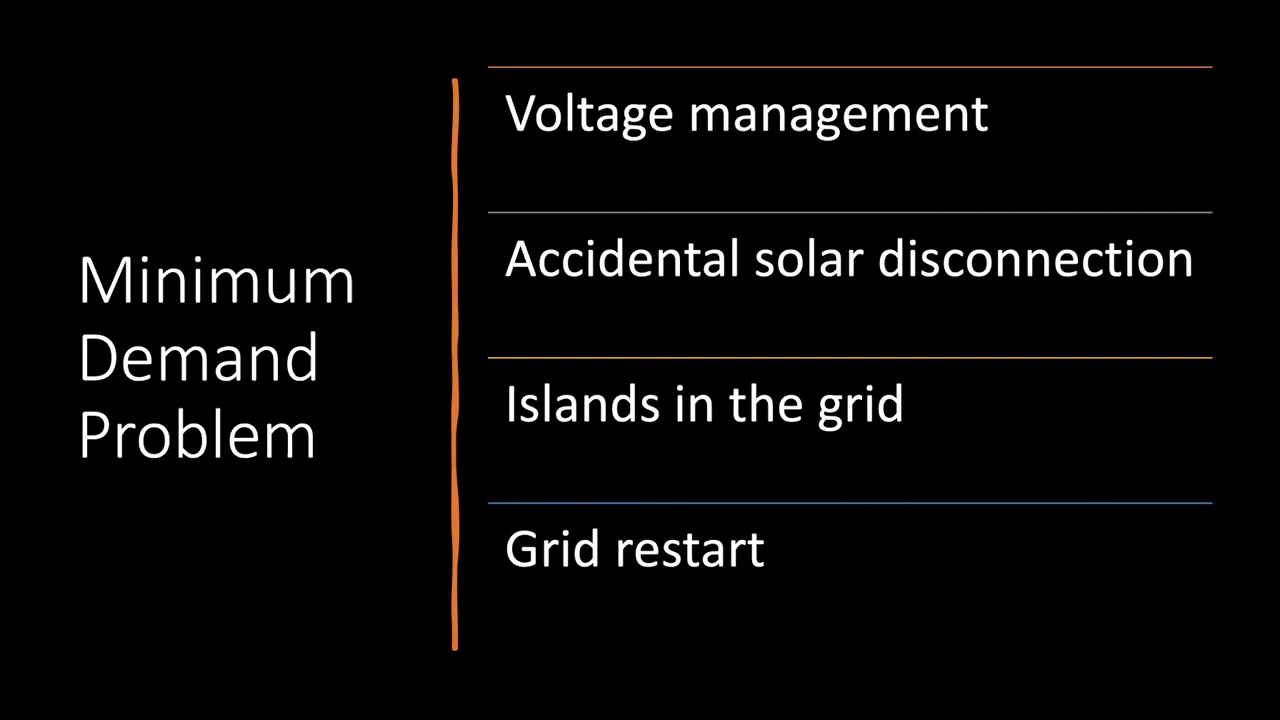 Minimum
Demand
Problem
Voltage management
Accidental solar disconnection
Islands in the grid
Grid restart